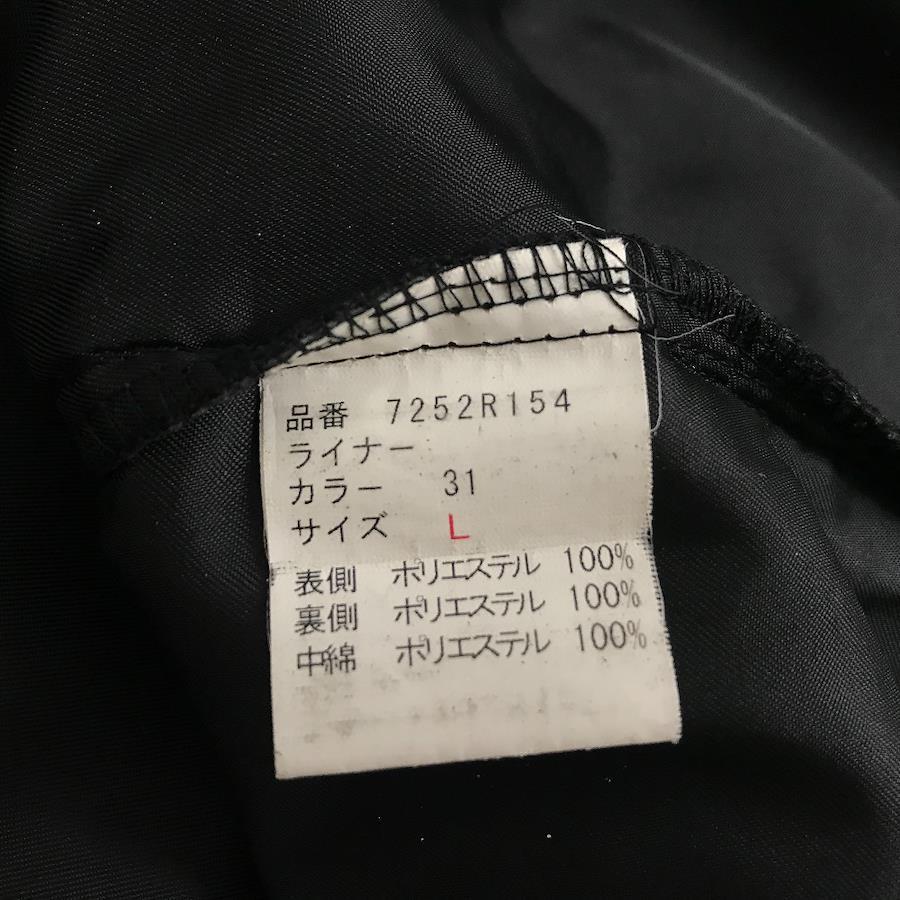 品番 7252R154
ライナー
カラー 31
サイズ L
表側 ポリエステル 100%
裏側 ポリエステル 100%
中綿 ポリエステル 100%